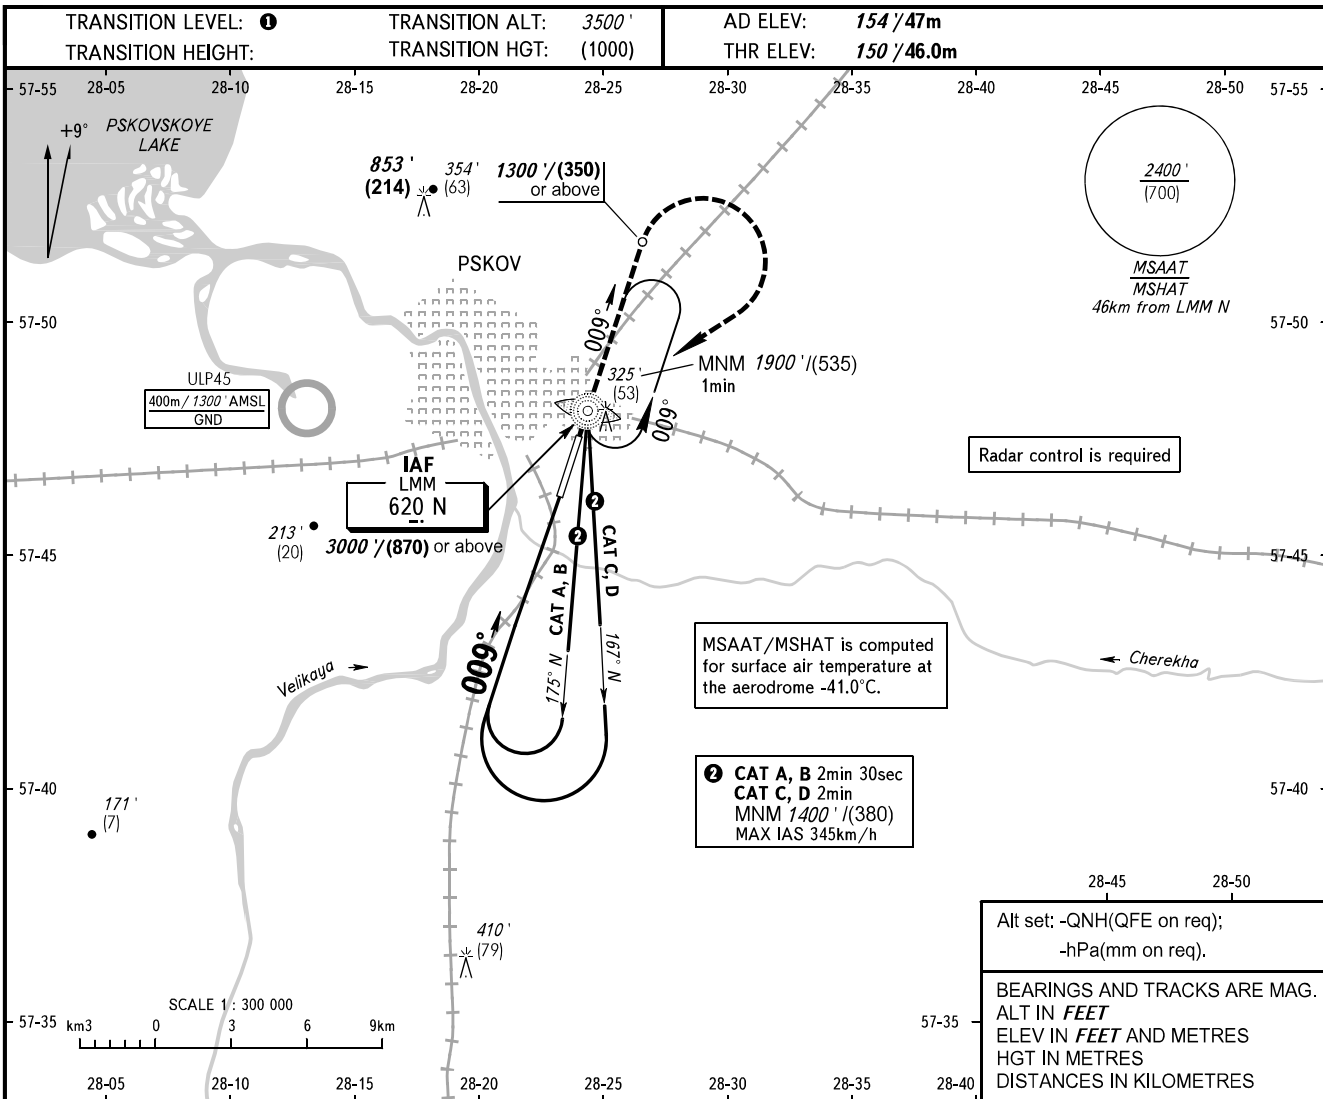 TRANSITION LEVEL: ❶ TRANSITION ALT: 3500 ' AD ELEV: 154 '/47m
TRANSITION HEIGHT: TRANSITION HGT: (1000) THR ELEV: 150 '/46.0m
57-55 28-05 28-10 28-15 28-20 28-25 28-30 28-35 28-40 28-45 28-50 57-55
+9°
PSKOVSKOYE
LAKE
853 '
(214)
354 '
(63)
1300 '/(350)
or above
2400 '
(700)
MSAAT
MSHAT
46km from LMM N
PSKOV
57-50 57-50
009°
ULP45
400m / 1300 ' AMSL
GND
325 '
(53)
MNM 1900 '/(535)
1min
009°
Radar control is required
IAF
LMM
620 N
3000 '/(870) or above
213 '
(20)
57-45 57-45
❷
❷
CAT A, B
CAT C, D
175° N
167° N
009°
Velikaya
Cherekha
MSAAT/MSHAT is computed
for surface air temperature at
the aerodrome -41.0°C.
❷ CAT A, B 2min 30sec
CAT C, D 2min
MNM 1400 ' /(380)
MAX IAS 345km/h
57-40 57-40
171 '
(7)
28-45 28-50
410 '
(79)
Alt set: -QNH(QFE on req);
-hPa(mm on req).
BEARINGS AND TRACKS ARE MAG.
ALT IN FEET
ELEV IN FEET AND METRES
HGT IN METRES
DISTANCES IN KILOMETRES
SCALE 1 : 300 000
km3 0 3 6 9km
57-35 57-35
28-05 28-10 28-15 28-20 28-25 28-30 28-35 28-40